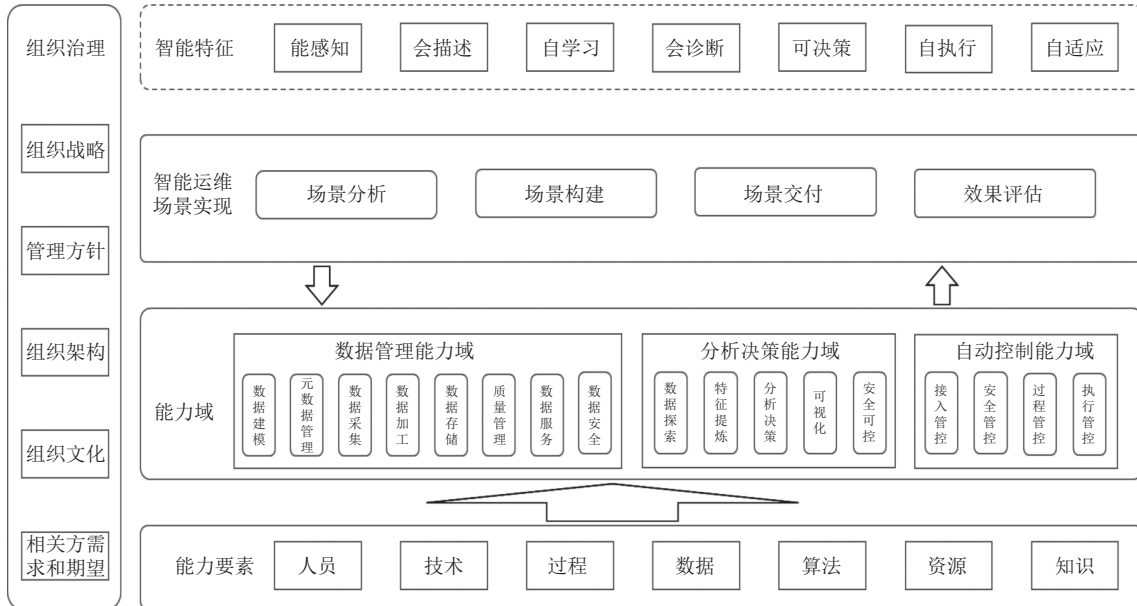 组织治理
组织战略
管理方针
组织架构
组织文化
相关方需
求和期望
智能特征
能感知
会描述
自学习
会诊断
可决策
自执行
自适应
智能运维
场景实现
场景分析
场景构建
场景交付
效果评估
能力域
数据管理能力域
数据建模
元数据管理
数据采集
数据加工
数据存储
质量管理
数据服务
数据安全
分析决策能力域
数据探索
特征提炼
分析决策
可视化
安全可控
自动控制能力域
接入管控
安全管控
过程管控
执行管控
能力要素
人员
技术
过程
数据
算法
资源
知识